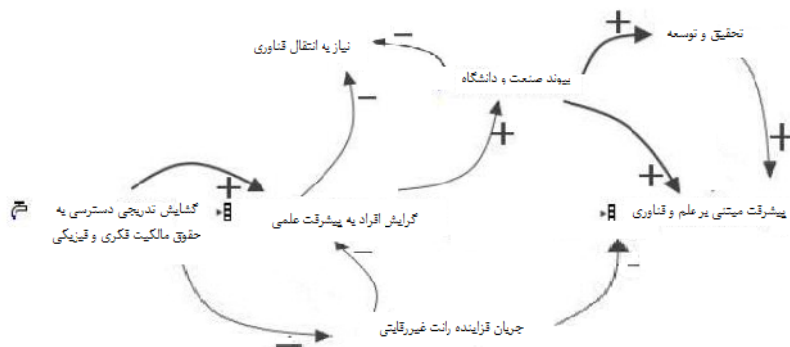 نیاز به انتقال فناوری
تحقیق و توسعه
پیوند صنعت و دانشگاه
گشایش تدریجی دسترسی به
حقوق مالکیت فکری و فیزیکی
گرایش افراد به پیشرفت علمی
پیشرفت مبتنی بر علم و فناوری
جریان فزاینده رانت غیررقابتی